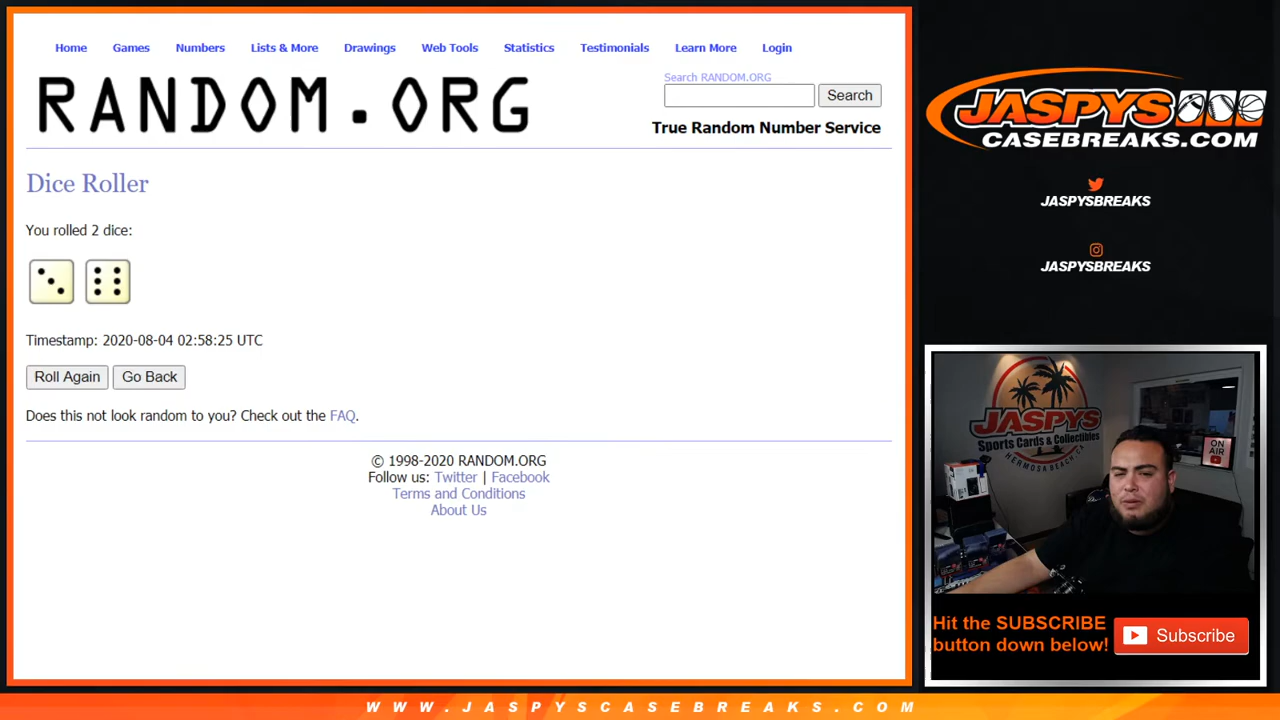 Home Games Numbers Lists & More Drawings Web Tools Statistics Testimonials Learn More Login
RANDOM.ORG
Search RANDOM.ORG
Search
True Random Number Service
Dice Roller
You rolled 2 dice:
Timestamp: 2020-08-04 02:58:25 UTC
Roll Again Go Back
Does this not look random to you? Check out the FAQ.
© 1998-2020 RANDOM.ORG
Follow us: Twitter | Facebook
Terms and Conditions
About Us
JASPYS
CASEBREAKS.COM
JASPYSBREAKS
JASPYSBREAKS
JASPYS
Sports Cards & Collectibles
HERMOSA BEACH, CA
ON
AIR
Hit the SUBSCRIBE
button down below!
Subscribe
WWW.JASPYSCASEBREAKS.COM